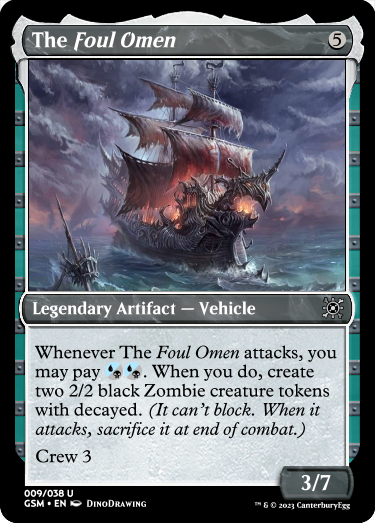 The Foul Omen 5
Legendary Artifact — Vehicle
Whenever The Foul Omen attacks, you
may pay . When you do, create
two 2/2 black Zombie creature tokens
with decayed. (It can't block. When it
attacks, sacrifice it at end of combat.)
Crew 3
3/7
009/038 U
GSM • EN DinoDrawing
™ & © 2023 CanterburyEgg